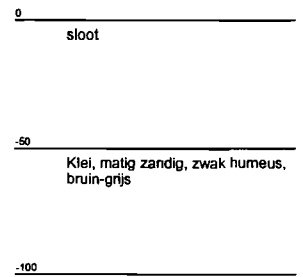 0
sloot
-50
Klei, matig zandig, zwak humeus,
bruin-grijs
-100